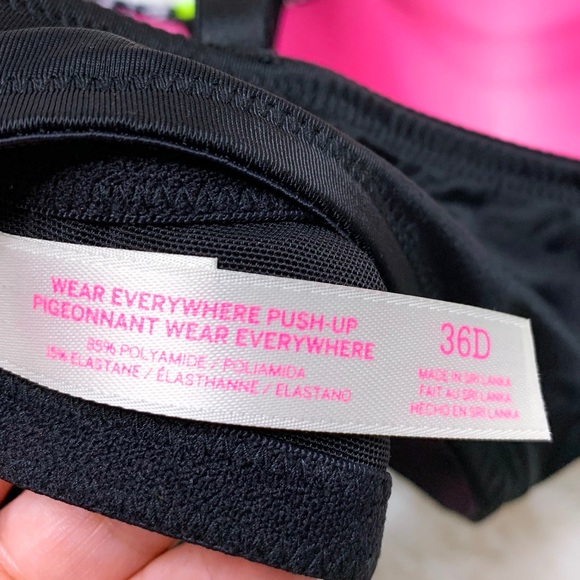 WEAR EVERYWHERE PUSH-UP
PIGEONNANT WEAR EVERYWHERE
85% POLYAMIDE / POLIAMIDA
15% ELASTANE / ÉLASTHANNE / ELASTANO
36D
MADE IN SRI LANKA
FAIT AU SRI LANKA
HECHO EN SRI LANKA